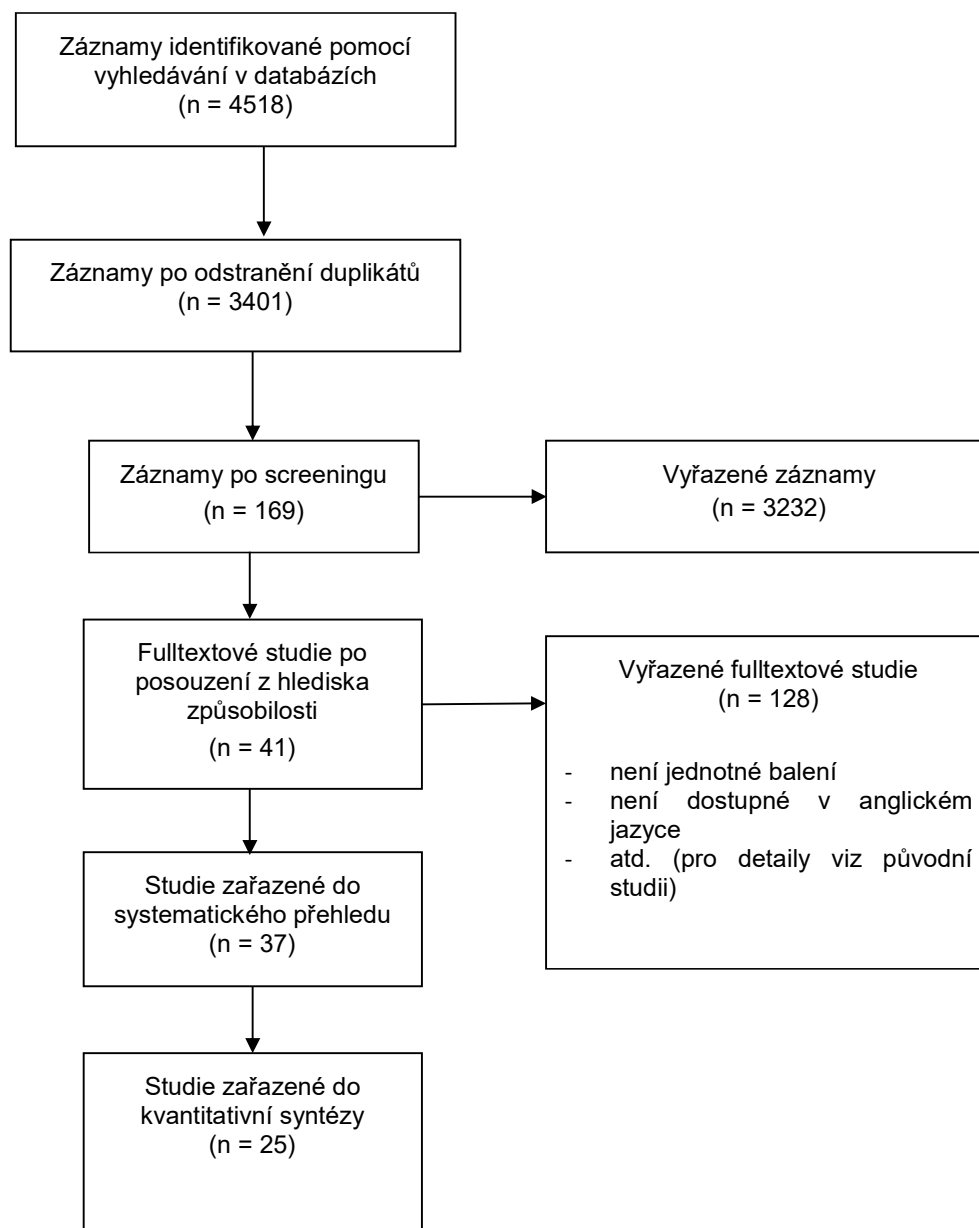 Záznamy identifikované pomocí
vyhledávání v databázích
(n = 4518)
Záznamy po odstranění duplikátů
(n = 3401)
Záznamy po screeningu
(n = 169)
Vyřazené záznamy
(n = 3232)
Fulltextové studie po
posouzení z hlediska
způsobilosti
(n = 41)
Vyřazené fulltextové studie
(n = 128)
- není jednotné balení
- není dostupné v anglickém
jazyce
- atd. (pro detaily viz původní
studii)
Studie zařazené do
systematického přehledu
(n = 37)
Studie zařazené do
kvantitativní syntézy
(n = 25)